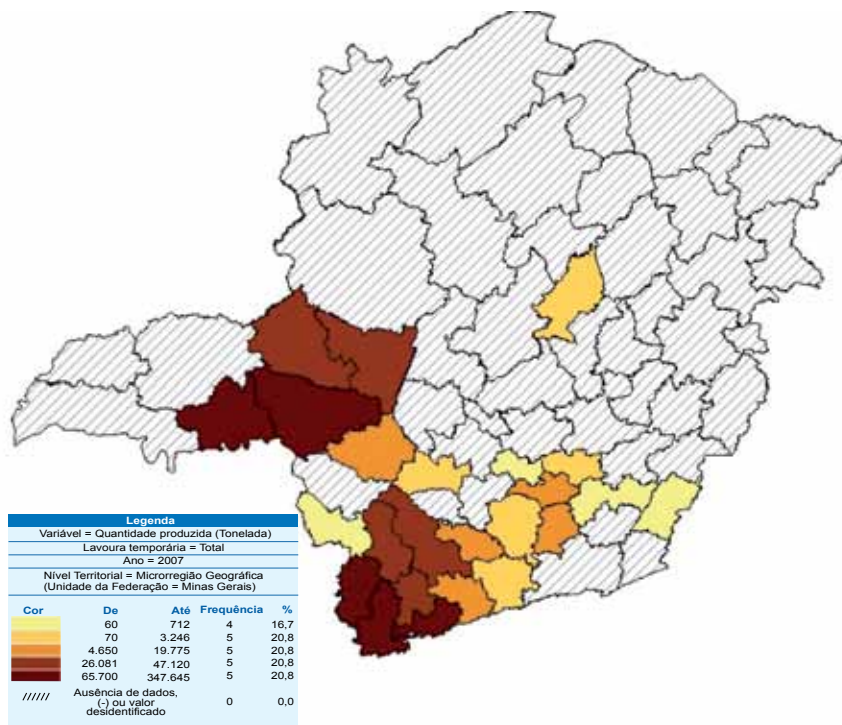 Legenda
Variável = Quantidade produzida (Tonelada)
Lavoura temporária = Total
Ano = 2007
Nível Territorial = Microrregião Geográfica
(Unidade da Federação = Minas Gerais)
Cor De Até Frequência %
60 712 4 16,7
70 3.246 5 20,8
4.650 19.775 5 20,8
26.081 47.120 5 20,8
65.700 347.645 5 20,8
////// Ausência de dados,
(-) ou valor 0 0,0
desidentificado